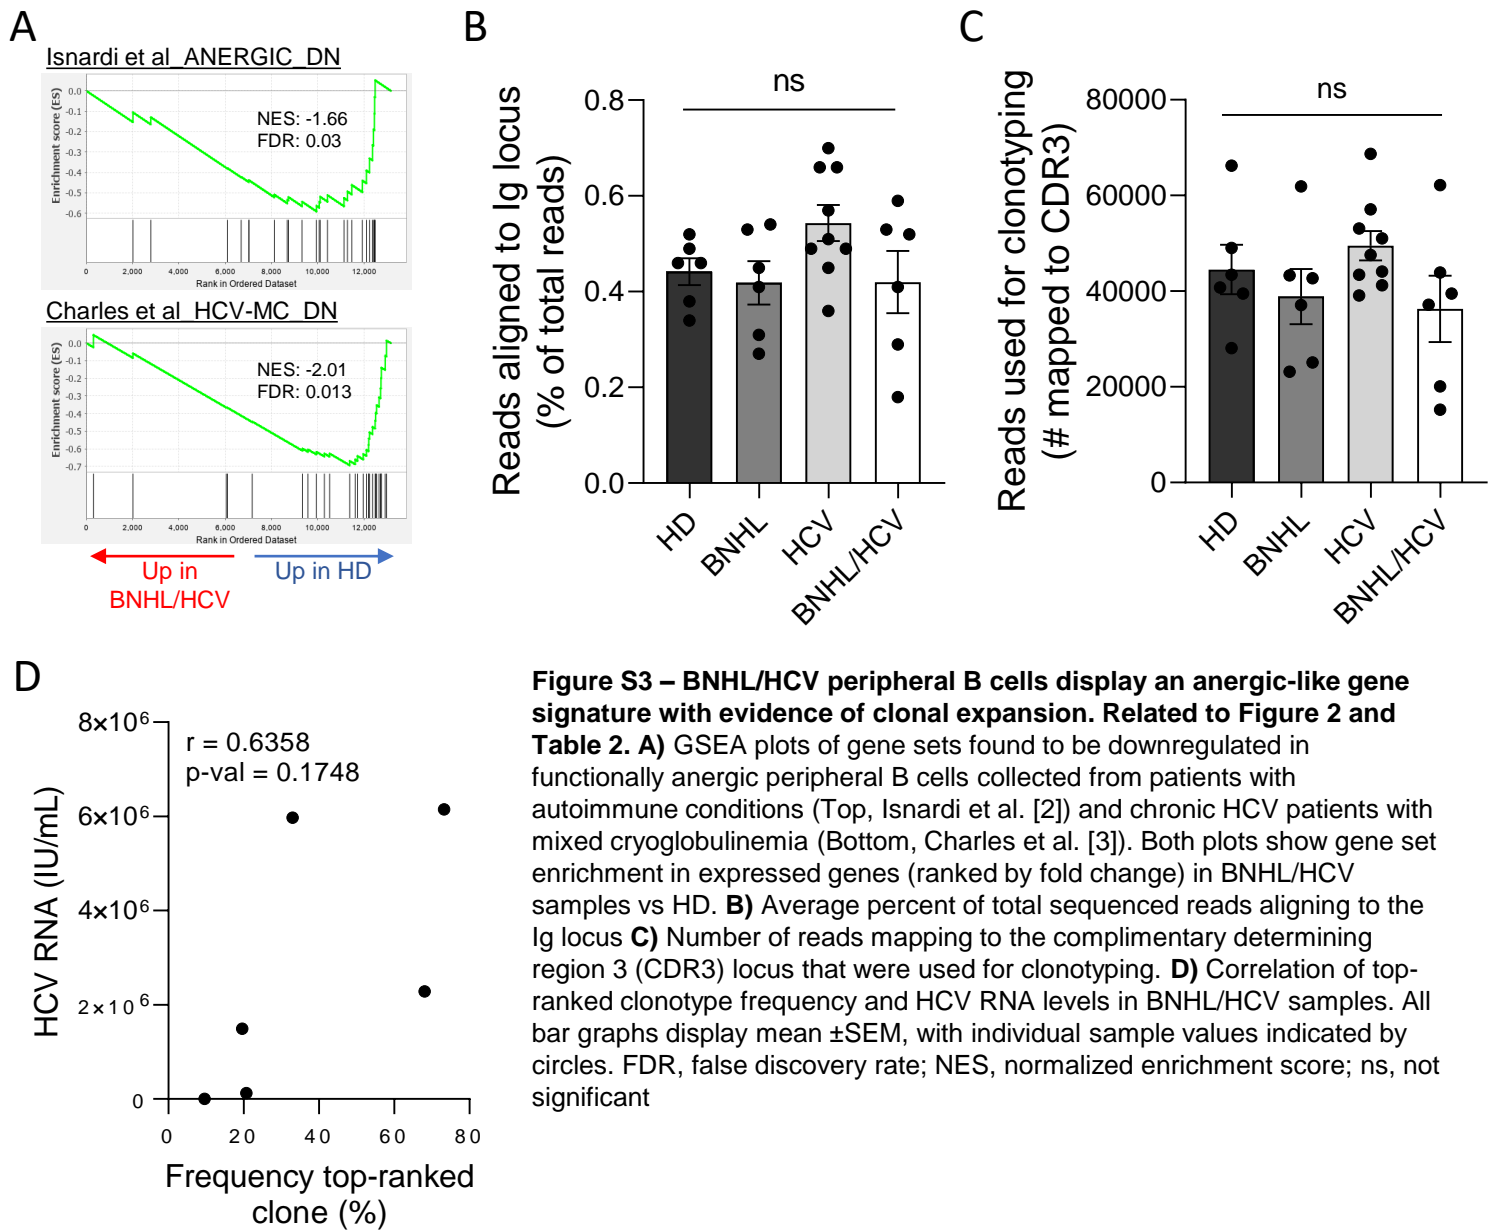 A
Isnardi et al_ANERGIC_DN
Enrichment score (ES)
0.0
-0.1
-0.2
-0.3
-0.4
-0.5
-0.6
NES: -1.66
FDR: 0.03
0 2,000 4,000 6,000 8,000 10,000 12,000
Rank in Ordered Dataset
Charles et al_HCV-MC_DN
Enrichment score (ES)
0.0
-0.1
-0.2
-0.3
-0.4
-0.5
-0.6
-0.7
NES: -2.01
FDR: 0.013
0 2,000 4,000 6,000 8,000 10,000 12,000
Rank in Ordered Dataset
Up in
BNHL/HCV
Up in HD
B
Reads aligned to Ig locus
(% of total reads)
0.8
0.6
0.4
0.2
0.0
ns
HD
BNHL
HCV
BNHL/HCV
C
Reads used for clonotyping
(# mapped to CDR3)
80000
60000
40000
20000
0
ns
HD
BNHL
HCV
BNHL/HCV
D
HCV RNA (IU/mL)
8×10⁶
6×10⁶
4×10⁶
2×10⁶
0
r = 0.6358
p-val = 0.1748
0 20 40 60 80
Frequency top-ranked
clone (%)
Figure S3 – BNHL/HCV peripheral B cells display an anergic-like gene
signature with evidence of clonal expansion. Related to Figure 2 and
Table 2. A) GSEA plots of gene sets found to be downregulated in
functionally anergic peripheral B cells collected from patients with
autoimmune conditions (Top, Isnardi et al. [2]) and chronic HCV patients with
mixed cryoglobulinemia (Bottom, Charles et al. [3]). Both plots show gene set
enrichment in expressed genes (ranked by fold change) in BNHL/HCV
samples vs HD. B) Average percent of total sequenced reads aligning to the
Ig locus C) Number of reads mapping to the complimentary determining
region 3 (CDR3) locus that were used for clonotyping. D) Correlation of top-
ranked clonotype frequency and HCV RNA levels in BNHL/HCV samples. All
bar graphs display mean ±SEM, with individual sample values indicated by
circles. FDR, false discovery rate; NES, normalized enrichment score; ns, not
significant